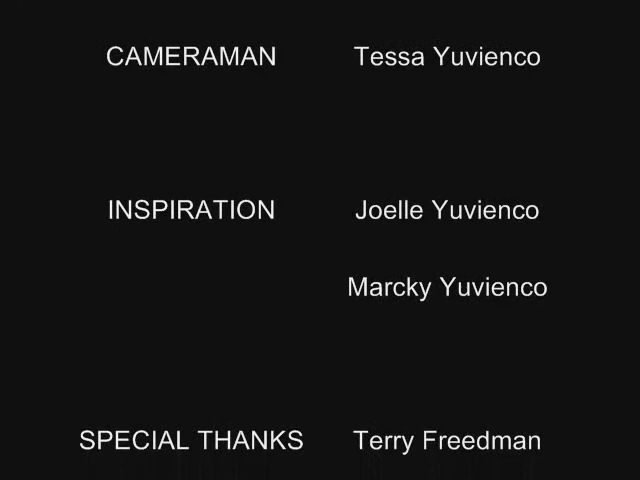 CAMERAMAN Tessa Yuvienco
INSPIRATION Joelle Yuvienco
Marcky Yuvienco
SPECIAL THANKS Terry Freedman